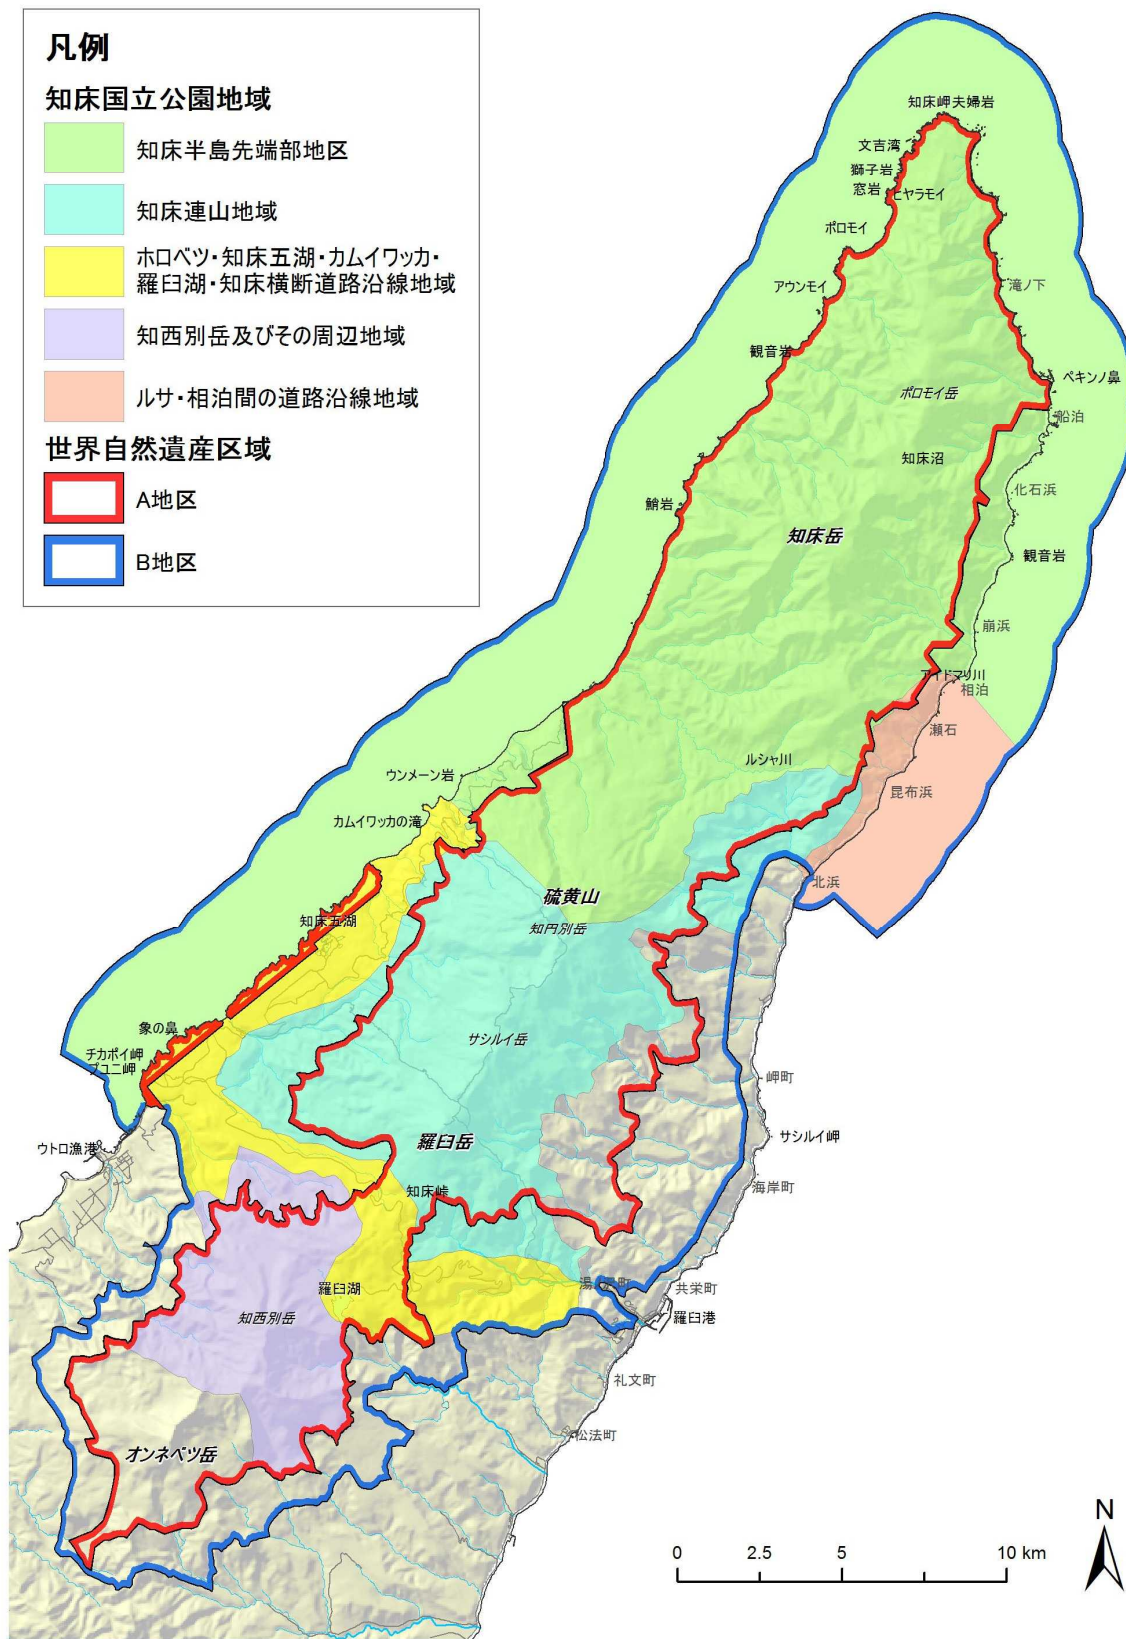 凡例
知床国立公園地域
知床半島先端部地区
知床連山地域
ホロベツ・知床五湖・カムイワッカ・
羅臼湖・知床横断道路沿線地域
知西別岳及びその周辺地域
ルサ・相泊間の道路沿線地域
世界自然遺産区域
A地区
B地区
知床岬夫婦岩
文吉湾
獅子岩
窓岩
ヒヤラモイ
ポロモイ
アウンモイ
滝ノ下
観音岩
ペキンノ鼻
ポロモイ岳
船泊
知床沼
化石浜
鮹岩
知床岳
観音岩
崩浜
アイドマリ川
相泊
瀬石
ルシャ川
ウンメーン岩
昆布浜
カムイワッカの滝
北浜
硫黄山
知円別岳
知床五湖
象の鼻
サシルイ岳
チカポイ岬
プユニ岬
岬町
ウトロ漁港
羅臼岳
サシルイ岬
知床峠
海岸町
羅臼湖
共栄町
知西別岳
羅臼港
礼文町
オンネベツ岳
松法町
N
0 2.5 5 10 km